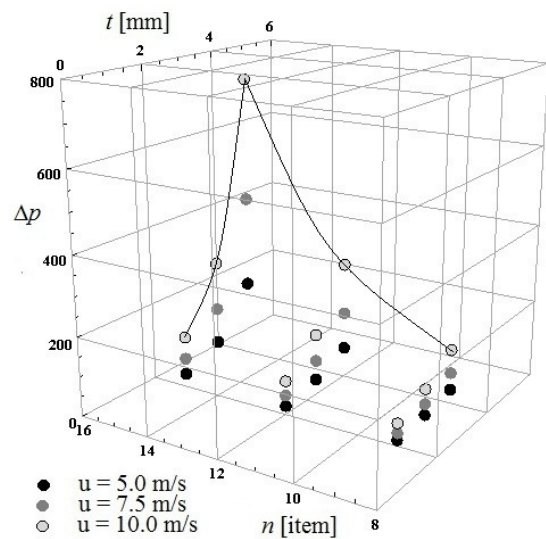 t [mm]
0
2
4
6
800
600
Δp
400
200
0
16
14
12
10
8
n [item]
u = 5.0 m/s
u = 7.5 m/s
u = 10.0 m/s